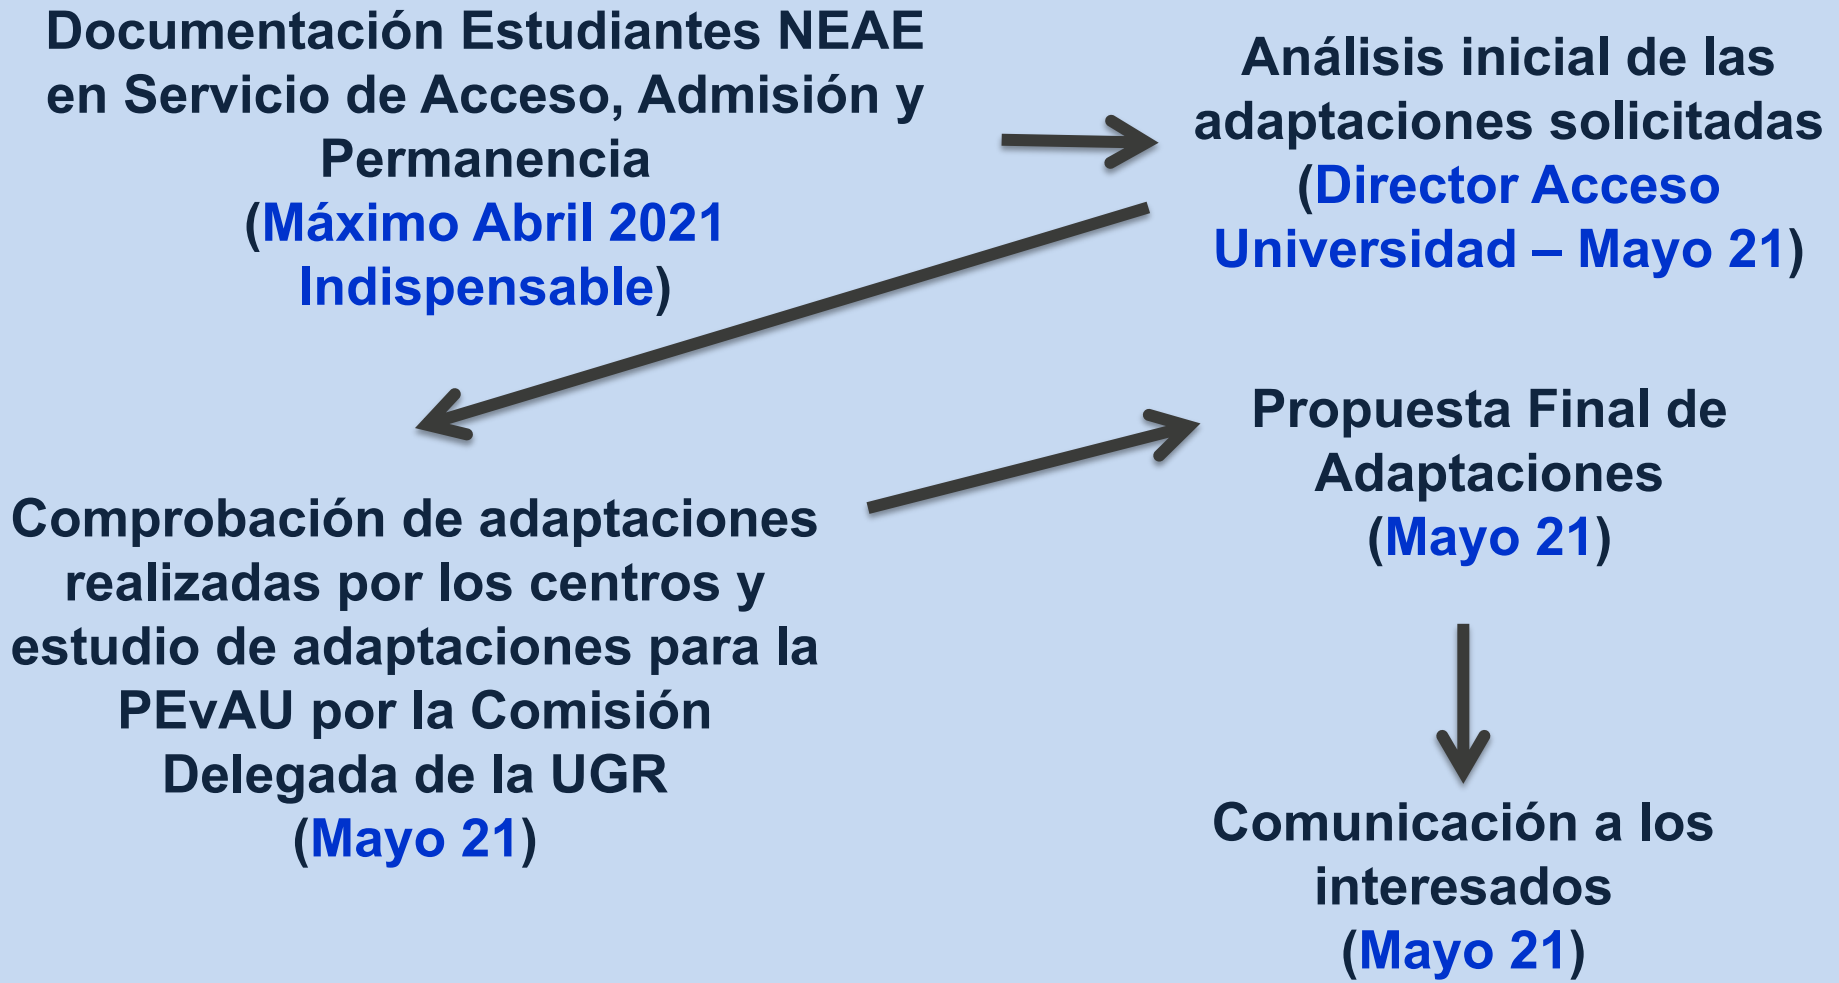 Documentación Estudiantes NEAE
en Servicio de Acceso, Admisión y
Permanencia
(Máximo Abril 2021
Indispensable)
Análisis inicial de las
adaptaciones solicitadas
(Director Acceso
Universidad – Mayo 21)
Comprobación de adaptaciones
realizadas por los centros y
estudio de adaptaciones para la
PEvAU por la Comisión
Delegada de la UGR
(Mayo 21)
Propuesta Final de
Adaptaciones
(Mayo 21)
Comunicación a los
interesados
(Mayo 21)